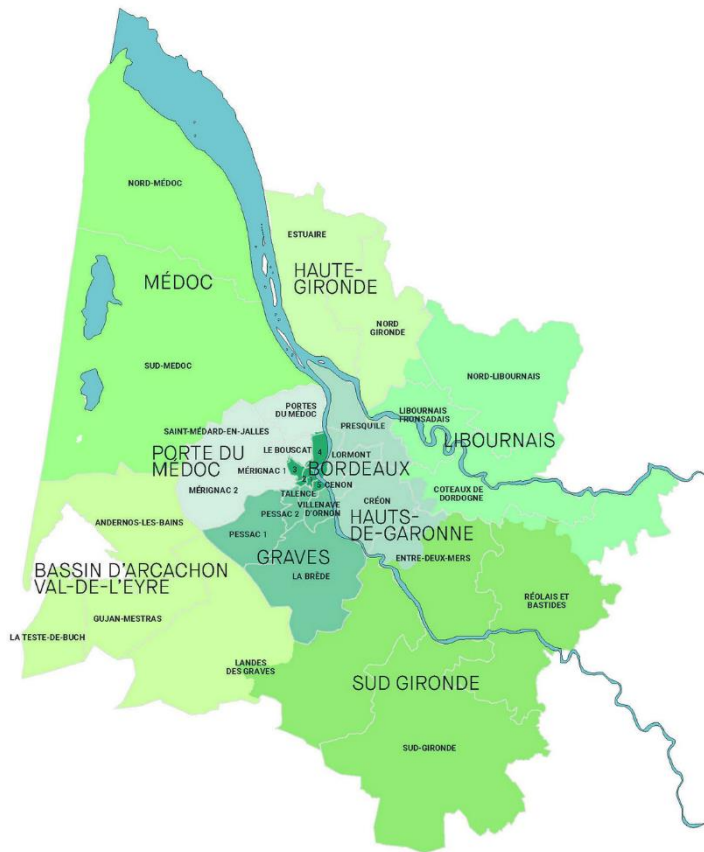 NORD-MÉDOC
ESTUAIRE
HAUTE-
GIRONDE
MÉDOC
NORD
GIRONDE
SUD-MEDOC
NORD-LIBOURNAIS
PORTES
DU MÉDOC
LIBOURNAIS
FRONSADAIS
SAINT-MÉDARD-EN-JALLES
PRESQUILE
LIBOURNAIS
PORTE DU
MÉDOC
LE BOUSCAT
4
LORMONT
MÉRIGNAC 1
3
BORDEAUX
2
5
CENON
MÉRIGNAC 2
TALENCE
CRÉON
COTEAUX DE
DORDOGNE
PESSAC 2
VILLENAVE
D'ORNON
HAUTS-
DE-GARONNE
ANDERNOS-LES-BAINS
PESSAC 1
GRAVES
ENTRE-DEUX-MERS
BASSIN D'ARCACHON
VAL-DE-L'EYRE
LA BRÈDE
RÉOLAIS ET
BASTIDES
GUJAN-MESTRAS
LA TESTE-DE-BUCH
LANDES
DES GRAVES
SUD GIRONDE
SUD-GIRONDE